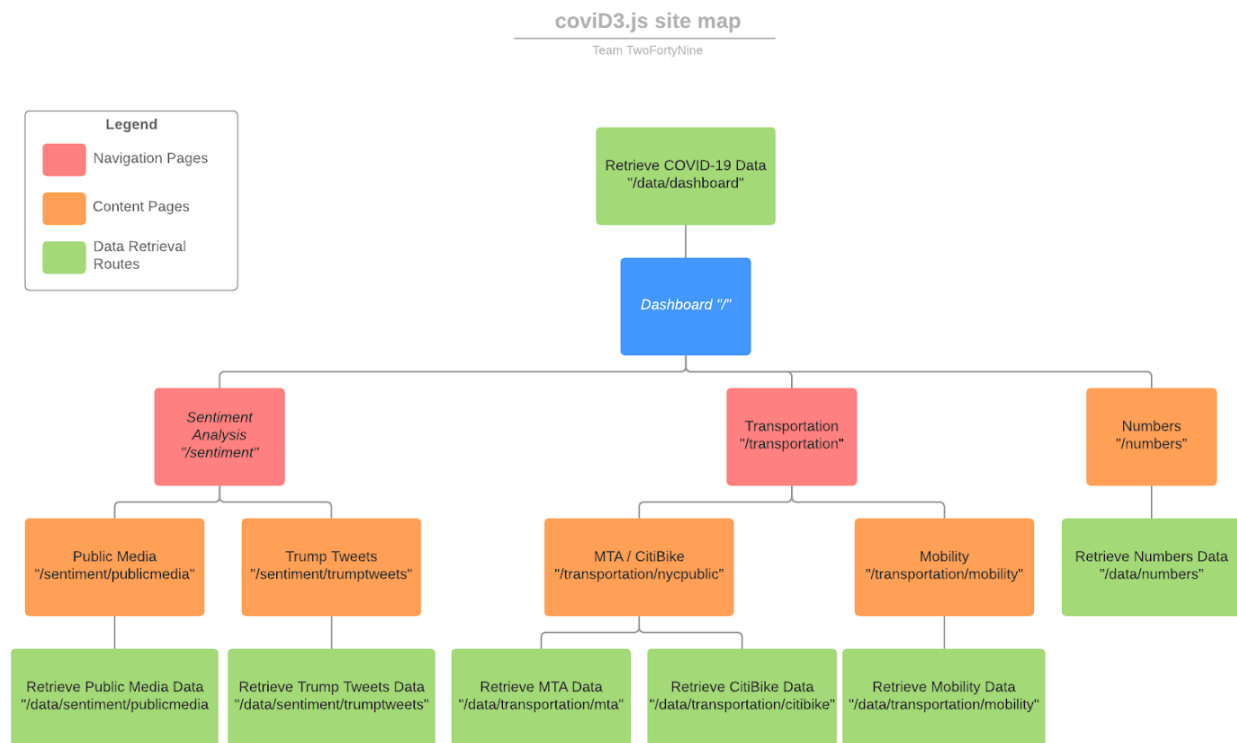 coviD3.js site map
Team TwoFortyNine
Legend
Navigation Pages
Content Pages
Data Retrieval
Routes
Retrieve COVID-19 Data
"/data/dashboard"
Dashboard "/"
Sentiment
Analysis
"/sentiment"
Transportation
"/transportation"
Numbers
"/numbers"
Public Media
"/sentiment/publicmedia"
Trump Tweets
"/sentiment/trumptweets"
MTA / CitiBike
"/transportation/nycpublic"
Mobility
"/transportation/mobility"
Retrieve Numbers Data
"/data/numbers"
Retrieve Public Media Data
"/data/sentiment/publicmedia
Retrieve Trump Tweets Data
"/data/sentiment/trumptweets"
Retrieve MTA Data
"/data/transportation/mta"
Retrieve CitiBike Data
"/data/transportation/citibike"
Retrieve Mobility Data
"/data/transportation/mobility"